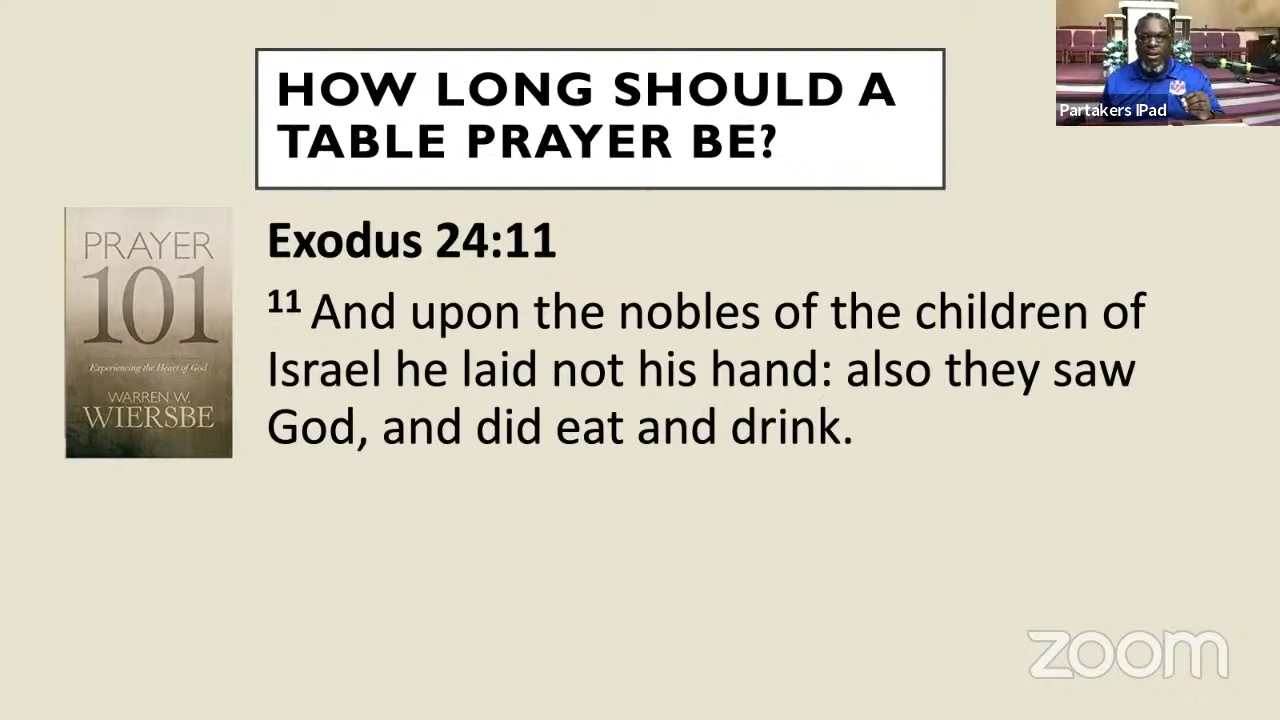 HOW LONG SHOULD A
TABLE PRAYER BE?
Partakers IPad
PRAYER
101
Experiencing the Heart of God
WARREN W.
WIERSBE
Exodus 24:11
11 And upon the nobles of the children of
Israel he laid not his hand: also they saw
God, and did eat and drink.
zoom